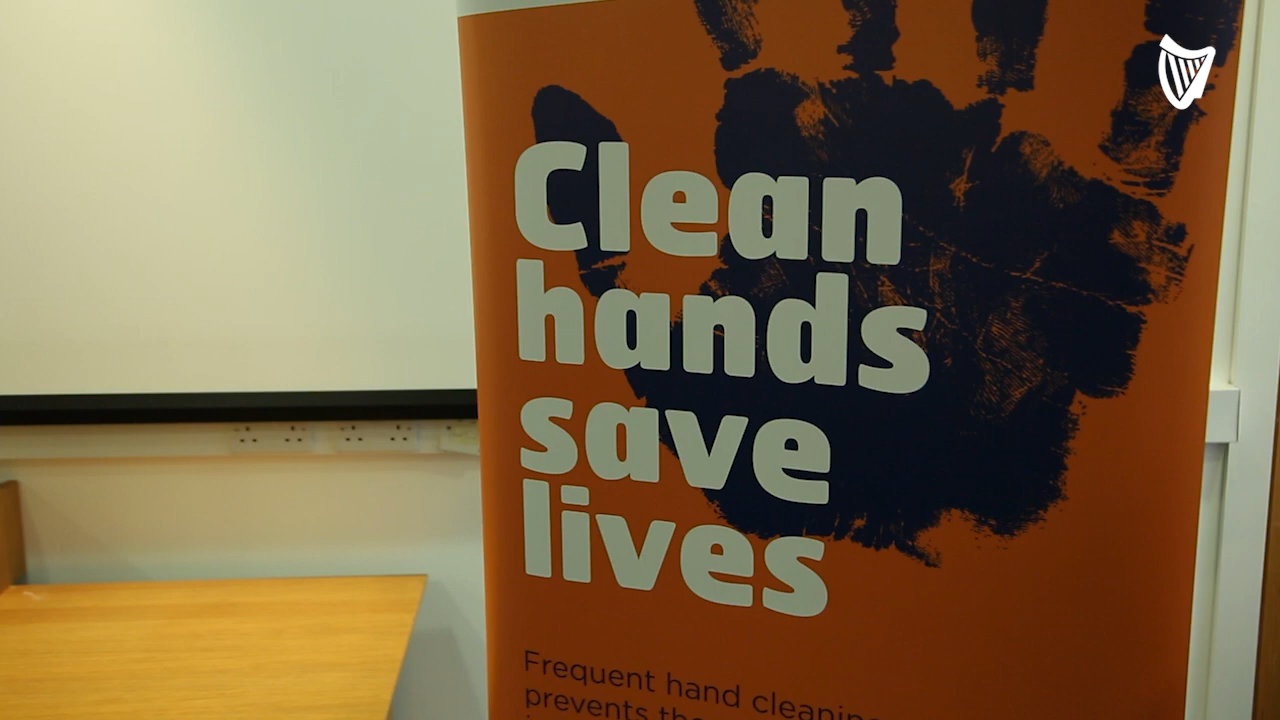 Clean
hands
save
lives
Frequent hand cleaning
prevents the